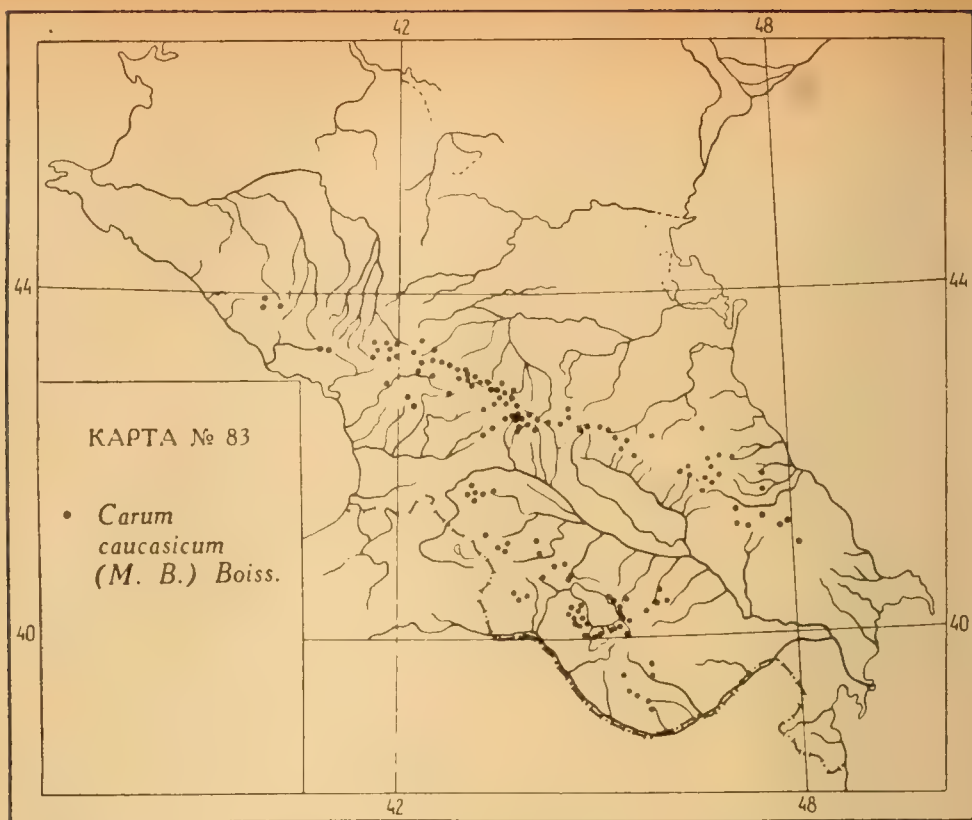 42 48
44 44
КАРТА № 83
• Carum
caucasicum
(M. B.) Boiss.
40 40
42 48